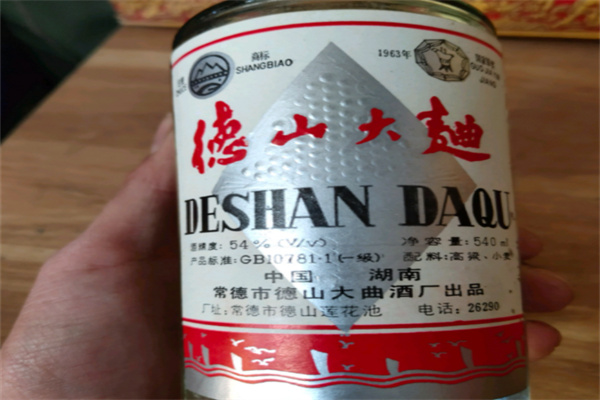 商标
SHANGBIAO
1963年
德山大麯
DESHAN DAQU
酒精度: 54%(V/v) 净容量: 540ml
产品标准: GB10781·1(一级) 配料: 高粱、小麦
中国 湖南
常德市德山大曲酒厂出品
厂址: 常德市德山莲花池 电话: 26290